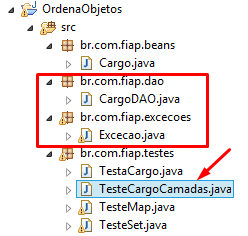 OrdenaObjetos
src
br.com.fiap.beans
Cargo.java
br.com.fiap.dao
CargoDAO.java
br.com.fiap.excecoes
Excecao.java
br.com.fiap.testes
TestaCargo.java
TesteCargoCamadas.java
TesteMap.java
TesteSet.java